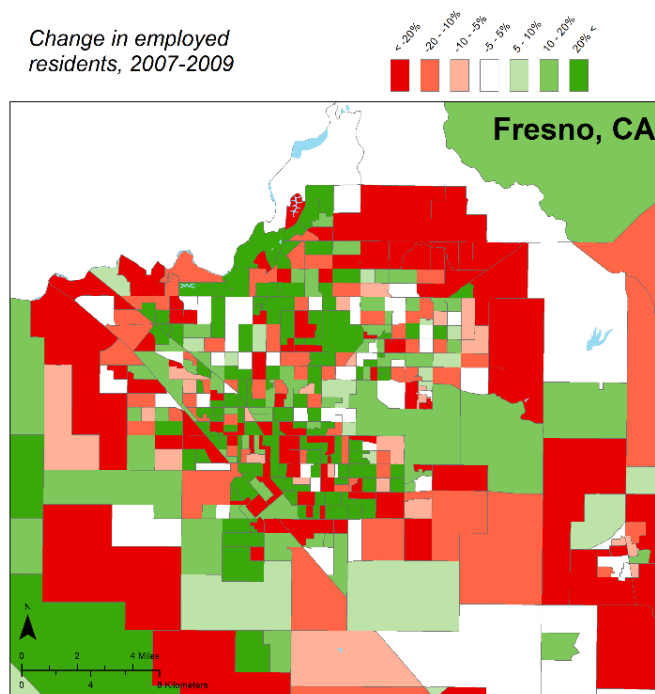 Change in employed
residents, 2007-2009
< -20%
-20 - -10%
-10 - -5%
-5 - 5%
5 - 10%
10 - 20%
20% <
Fresno, CA
N
0 2 4 Miles
0 4 8 Kilometers